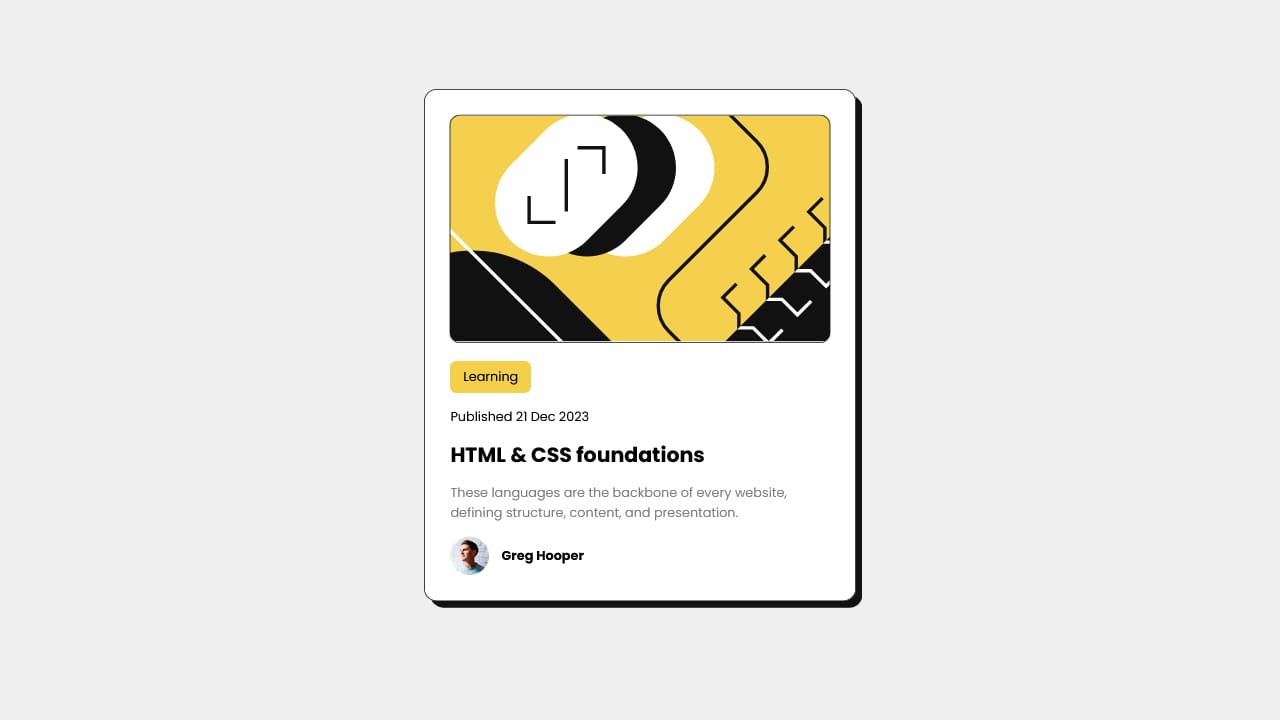 Learning
Published 21 Dec 2023
HTML & CSS foundations
These languages are the backbone of every website,
defining structure, content, and presentation.
Greg Hooper